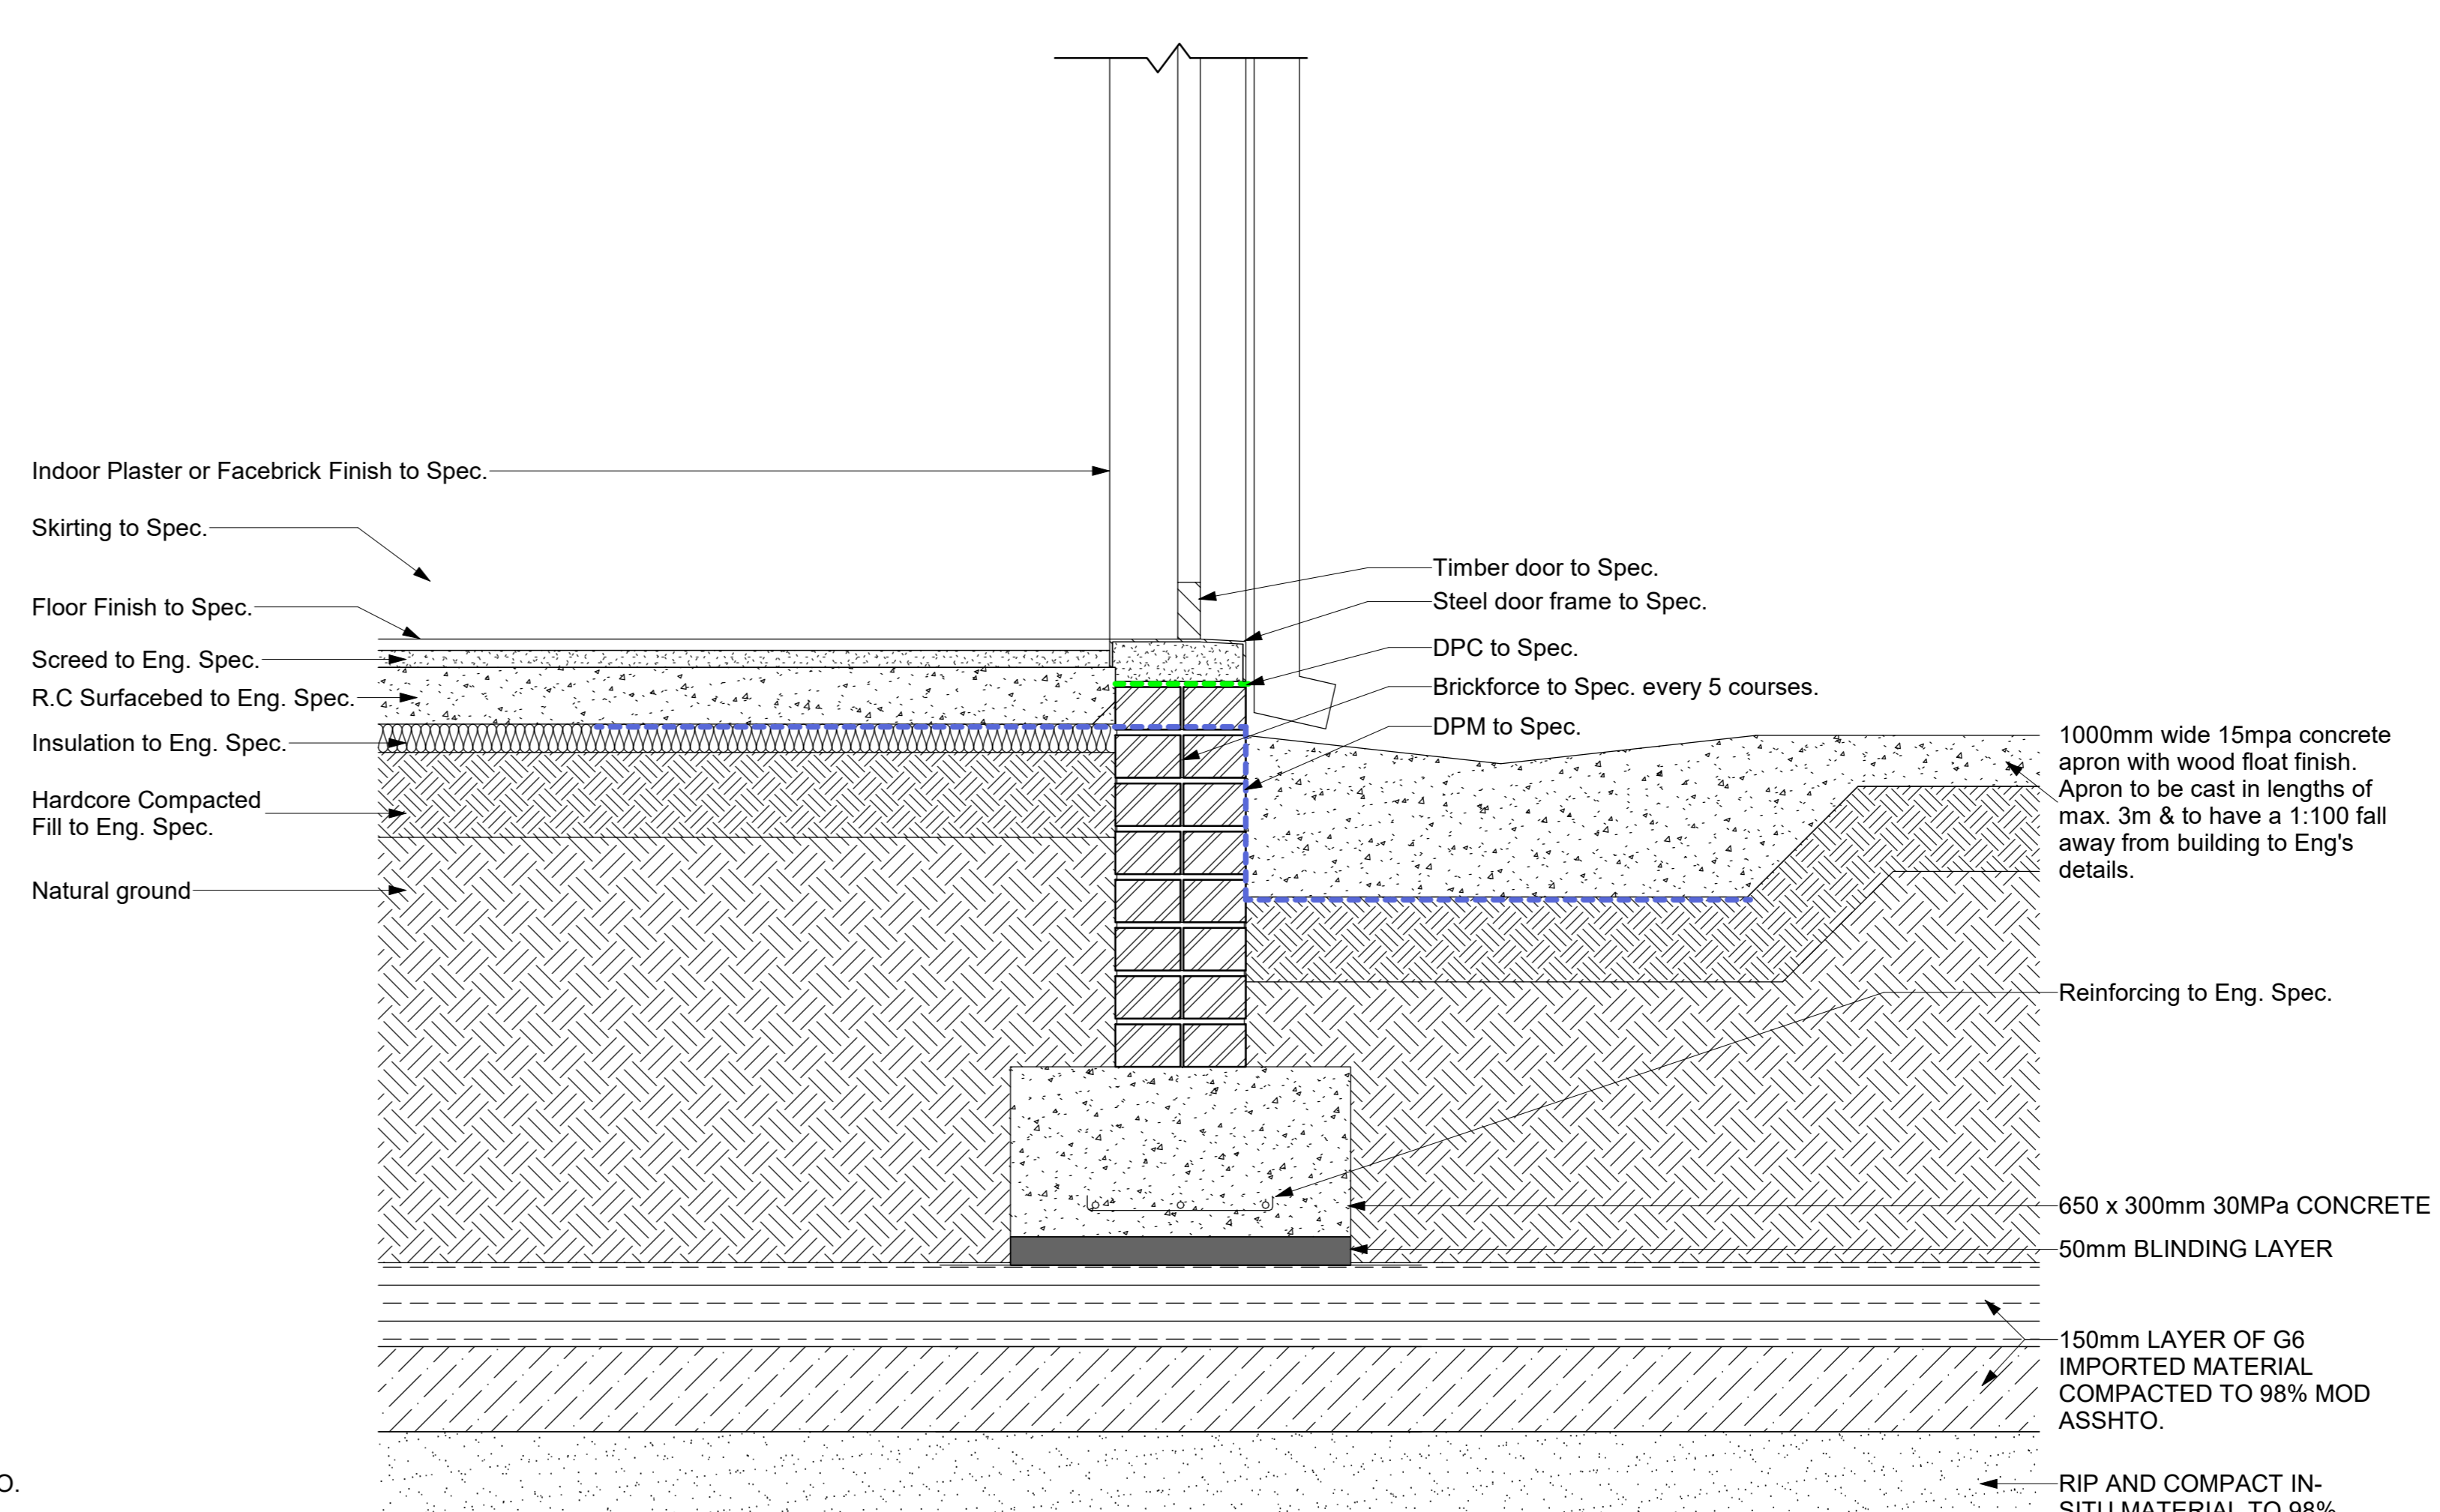 Indoor Plaster or Facebrick Finish to Spec.
Skirting to Spec.
Floor Finish to Spec.
Screed to Eng. Spec.
R.C Surfacebed to Eng. Spec.
Insulation to Eng. Spec.
Hardcore Compacted
Fill to Eng. Spec.
Natural ground
Timber door to Spec.
Steel door frame to Spec.
DPC to Spec.
Brickforce to Spec. every 5 courses.
DPM to Spec.
1000mm wide 15mpa concrete
apron with wood float finish.
Apron to be cast in lengths of
max. 3m & to have a 1:100 fall
away from building to Eng's
details.
Reinforcing to Eng. Spec.
650 x 300mm 30MPa CONCRETE
50mm BLINDING LAYER
150mm LAYER OF G6
IMPORTED MATERIAL
COMPACTED TO 98% MOD
ASSHTO.
O.
RIP AND COMPACT IN-
SITU MATERIAL TO 98%